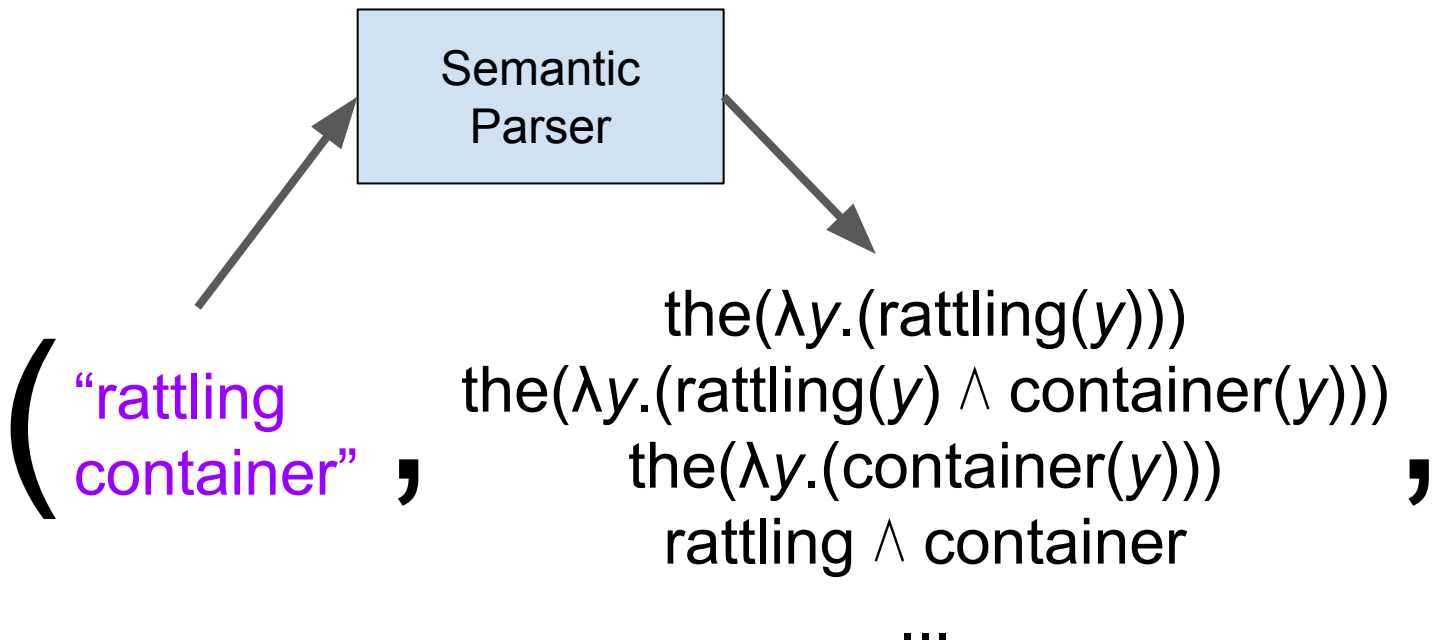 Semantic
Parser
the(λy.(rattling(y)))
( “rattling the(λy.(rattling(y) ∧ container(y)))
container” , the(λy.(container(y))) ,
rattling ∧ container
...